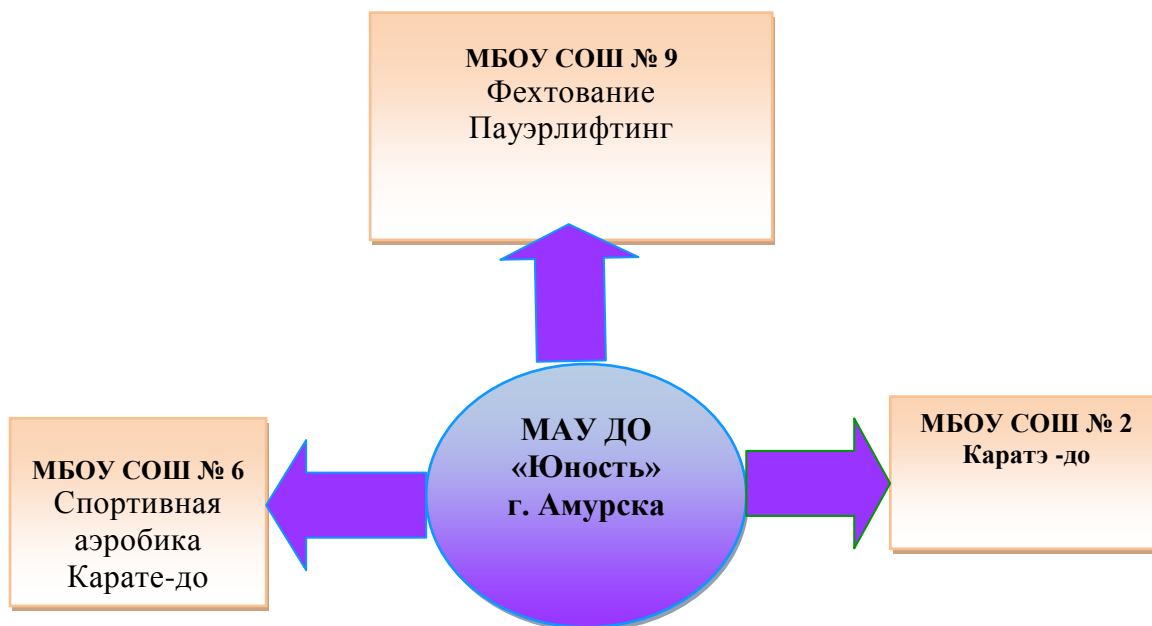 МБОУ СОШ № 9
Фехтование
Пауэрлифтинг
МАУ ДО
«Юность»
г. Амурска
МБОУ СОШ № 2
Каратэ -до
МБОУ СОШ № 6
Спортивная
аэробика
Карате-до